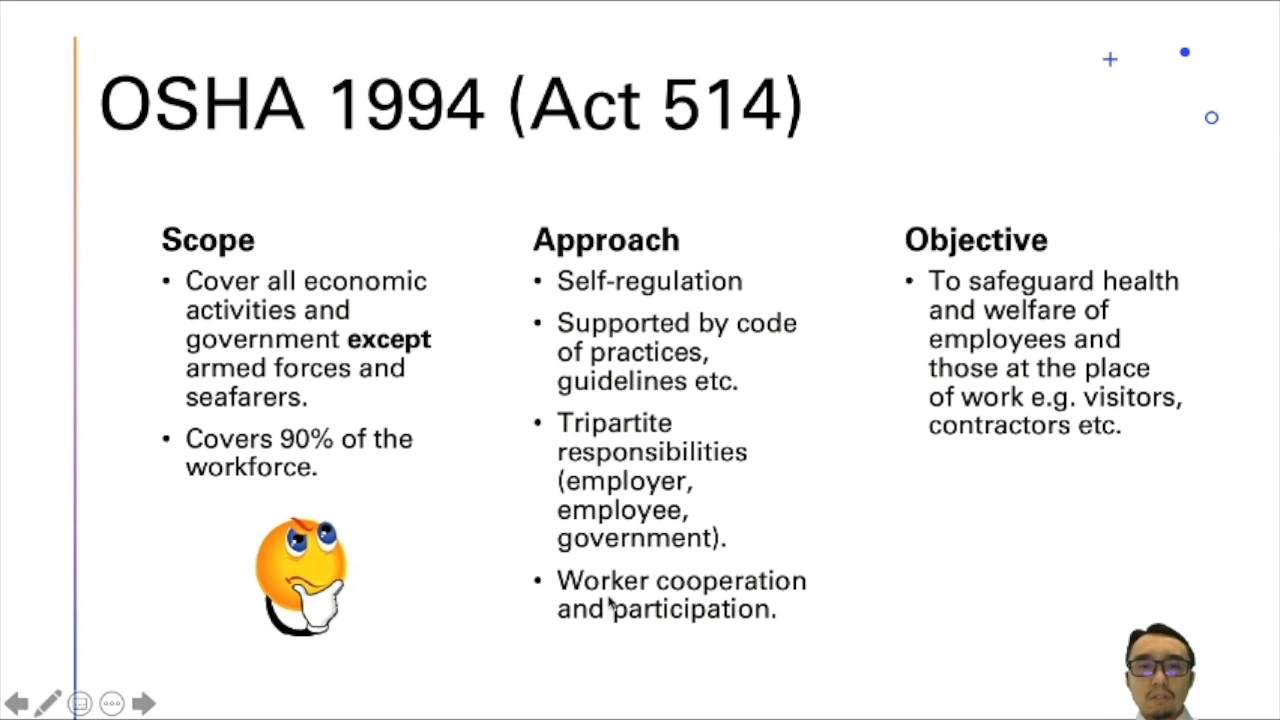 OSHA 1994 (Act 514)
Scope
• Cover all economic
activities and
government except
armed forces and
seafarers.
• Covers 90% of the
workforce.
Approach
• Self-regulation
• Supported by code
of practices,
guidelines etc.
• Tripartite
responsibilities
(employer,
employee,
government).
• Worker cooperation
and participation.
Objective
• To safeguard health
and welfare of
employees and
those at the place
of work e.g. visitors,
contractors etc.